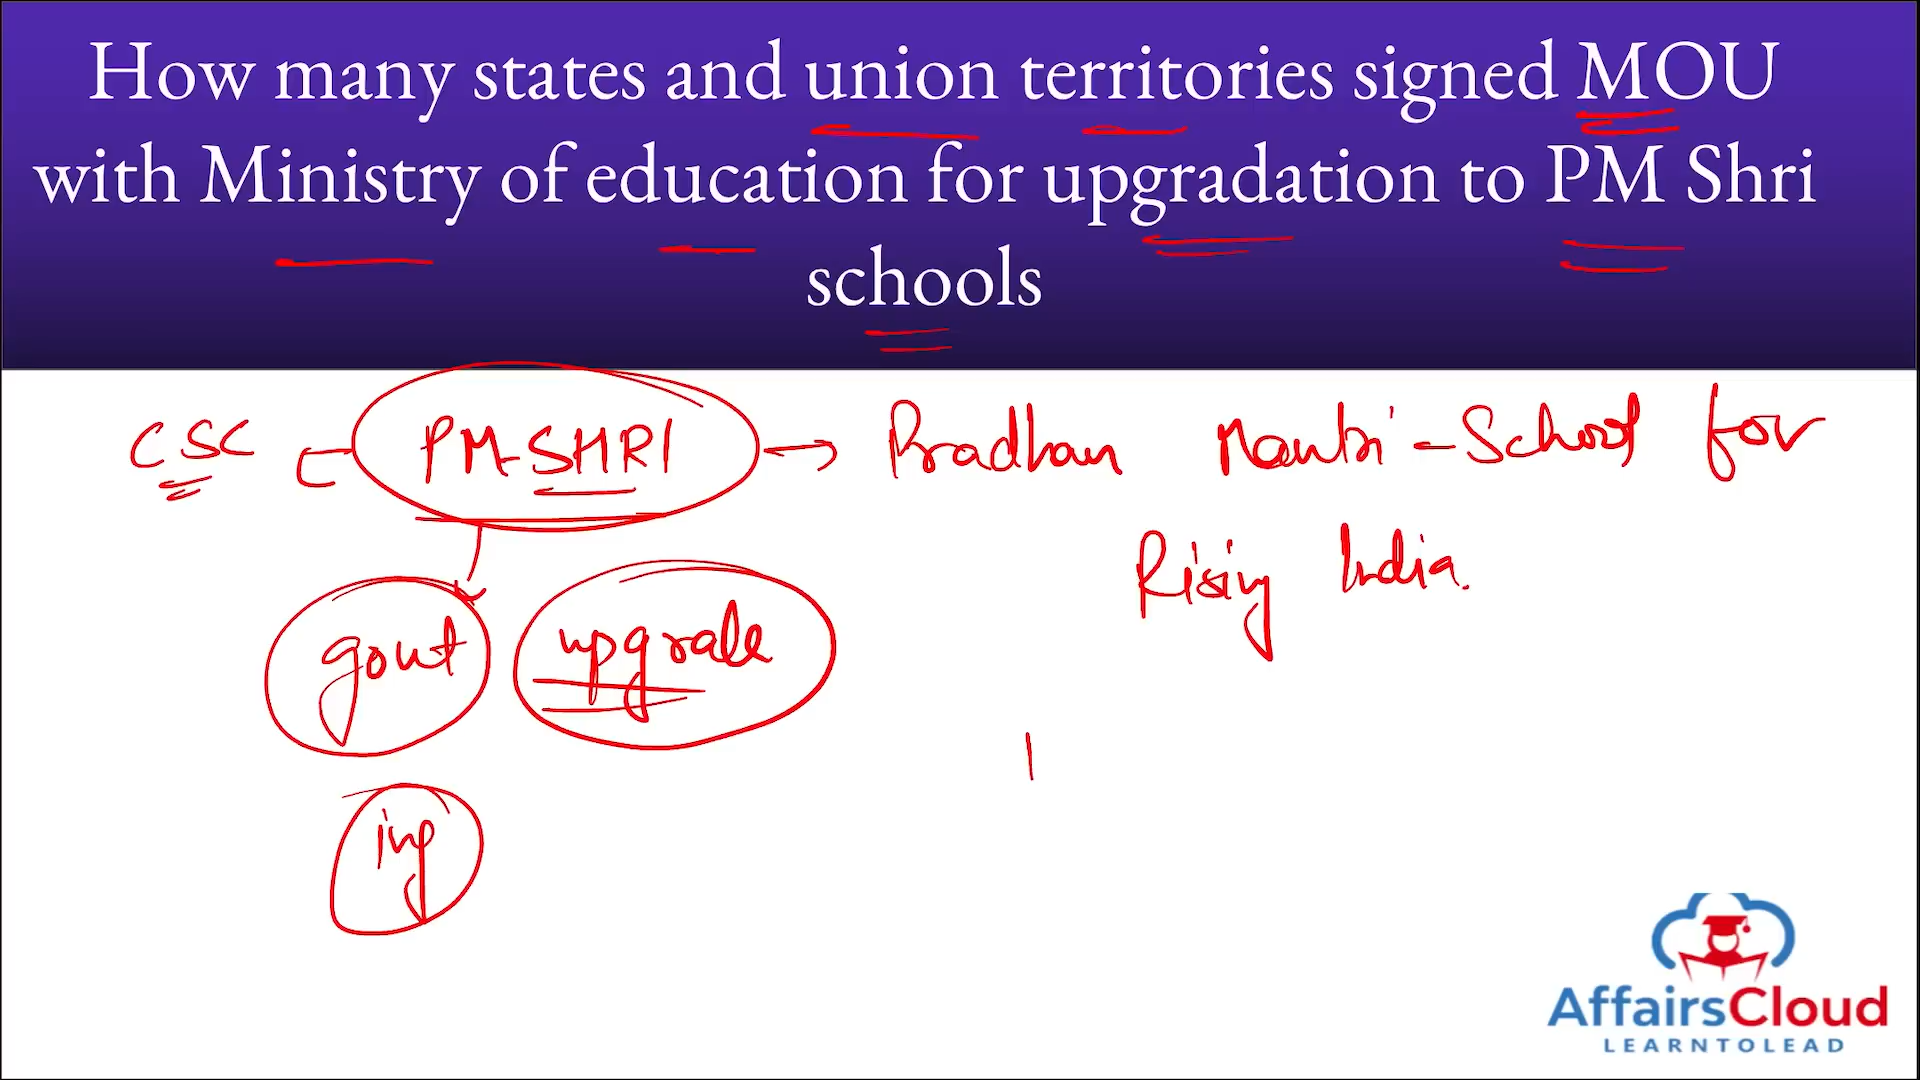 How many states and union territories signed MOU
with Ministry of education for upgradation to PM Shri
schools
CSC PM-SHRI → Pradhan Mantri - School for
Rising India.
govt upgrade
AffairsCloud
LEARNTOLEAD